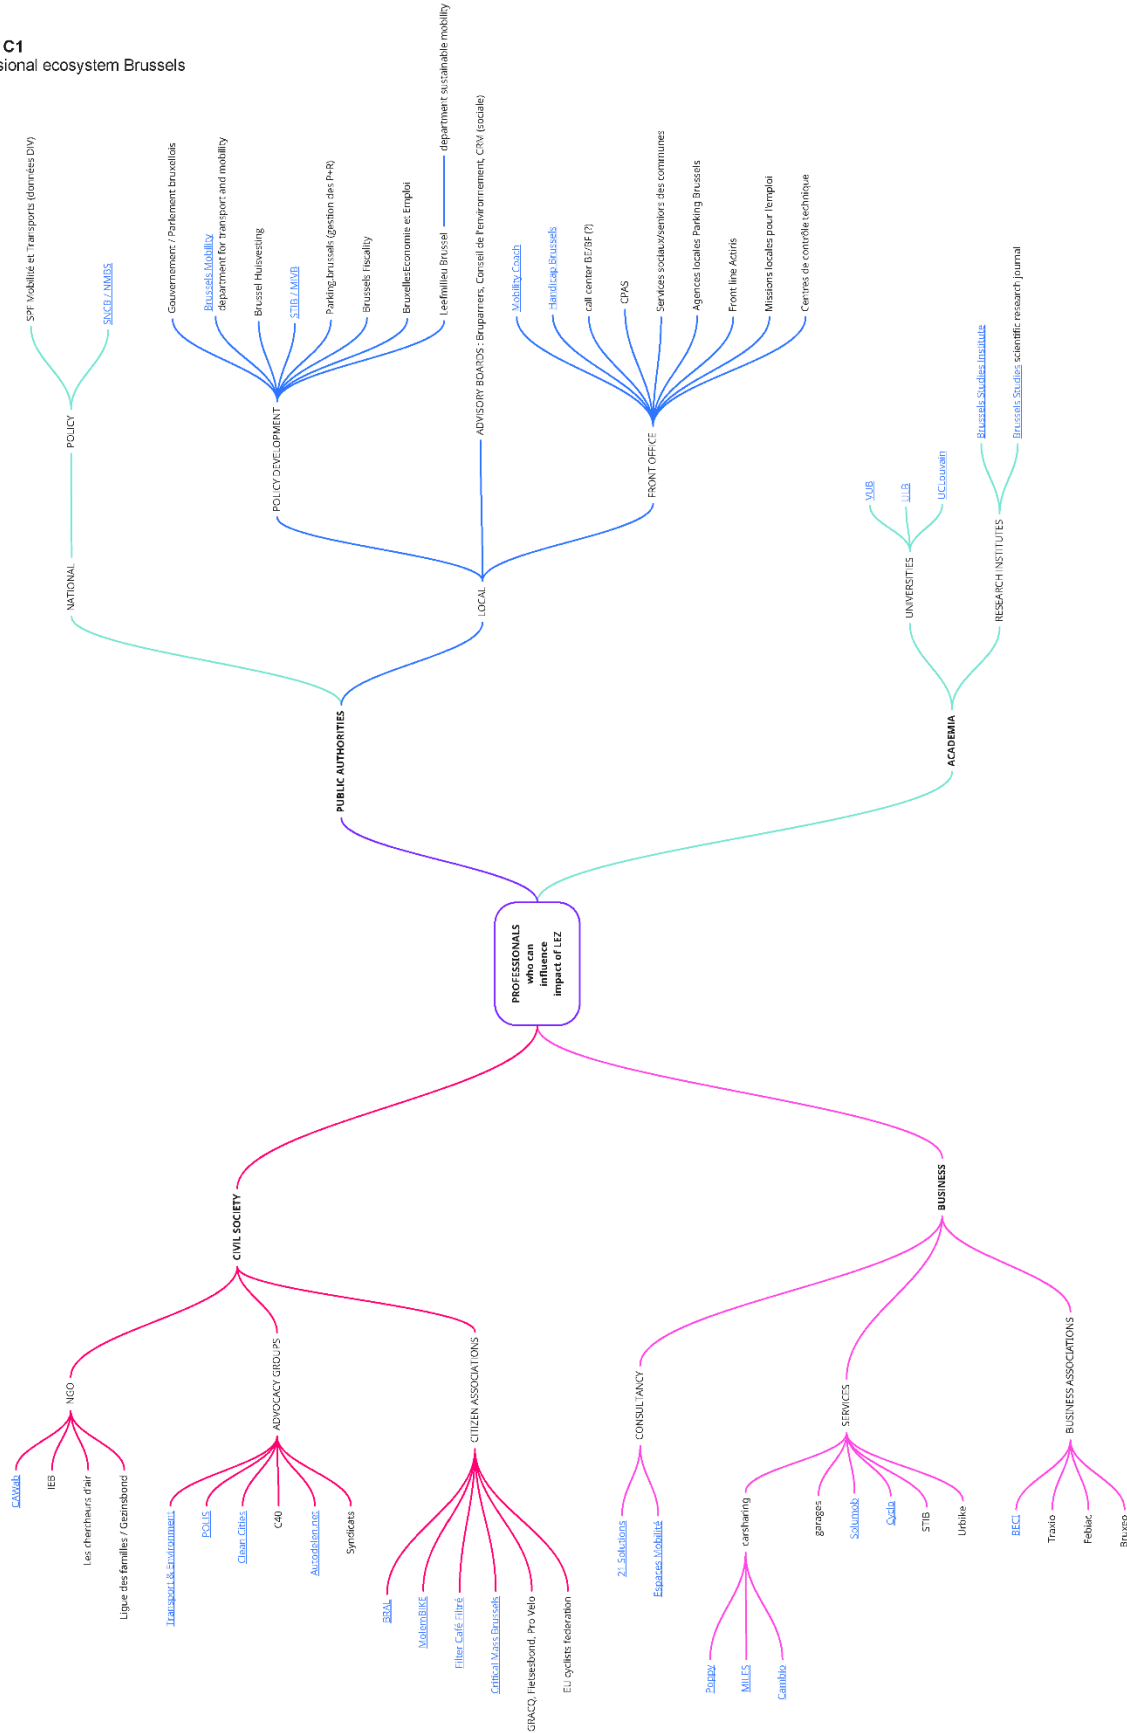 C1
sional ecosystem Brussels
SPF Mobilité et Transports (données DIV)
SNCB / NMBS
POLICY
NATIONAL
Gouvernement / Parlement bruxellois
Brussels Mobility
department for transport and mobility
Brussel Huisvesting
STIB / MIVB
Parking.brussels (gestion des P+R)
Brussels Fiscality
BruxellesEconomie et Emploi
Leefmilieu Brussel
department sustainable mobility
POLICY DEVELOPMENT
ADVISORY BOARDS : Brupartners, Conseil de l'environnement, CRM (sociale)
Mobility Coach
Handicap Brussels
call center BE/BF (?)
CPAS
Services sociaux/seniors des communes
Agences locales Parking Brussels
Front line Actiris
Missions locales pour l'emploi
Centres de contrôle technique
FRONT OFFICE
LOCAL
PUBLIC AUTHORITIES
VUB
ULB
UCLouvain
UNIVERSITIES
Brussels Studies Institute
Brussels Studies scientific research journal
RESEARCH INSTITUTES
ACADEMIA
PROFESSIONALS
who can
influence
impact of LEZ
CIVIL SOCIETY
NGO
CAWab
IEB
Les chercheurs d'air
Ligue des familles / Gezinsbond
ADVOCACY GROUPS
Transport & Environment
POLIS
Clean Cities
C40
Autodelen.net
Syndicats
CITIZEN ASSOCIATIONS
BRAL
MolemBIKE
Filter Café Filtré
Critical Mass Brussels
GRACQ, Fietsesbond, Pro Velo
EU cyclists federation
BUSINESS
CONSULTANCY
21 Solutions
Espaces Mobilité
SERVICES
carsharing
Poppy
MILES
Cambio
garages
Solumob
Cyclo
STIB
Urbike
BUSINESS ASSOCIATIONS
BECI
Traxio
Febiac
Bruxeo